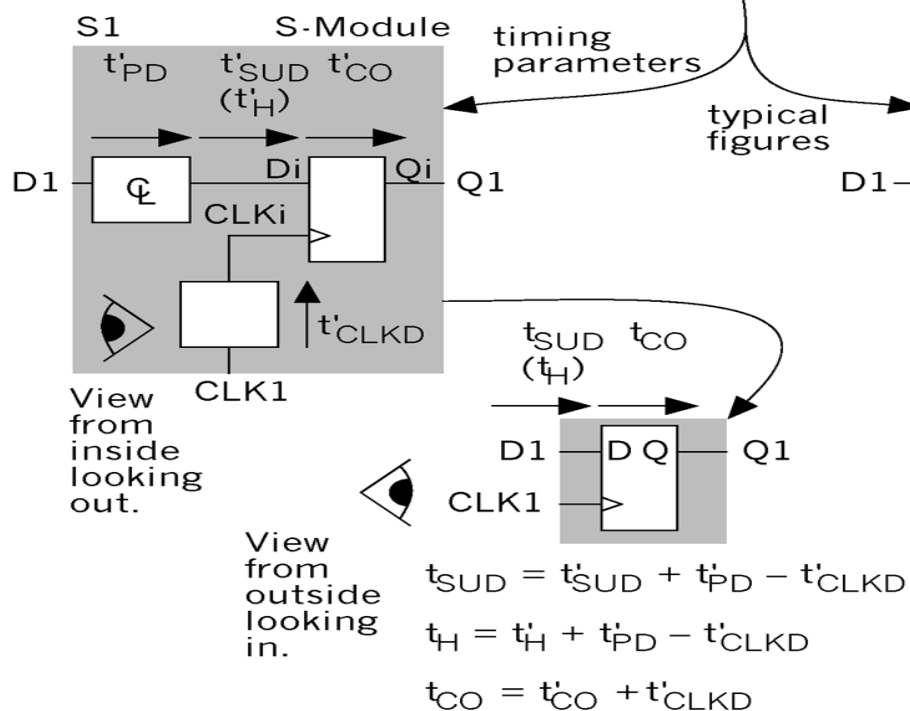 S1 S-Module
t'PD t'SUD t'CO
(t'H)
timing
parameters
typical
figures
D1 CL Di Qi Q1
D1
CLKi
t'CLKD
CLK1
View
from
inside
looking
out.
tSUD tCO
(tH)
D1 D Q Q1
CLK1
View
from
outside
looking
in.
tSUD = t'SUD + t'PD – t'CLKD
tH = t'H + t'PD – t'CLKD
tCO = t'CO + t'CLKD